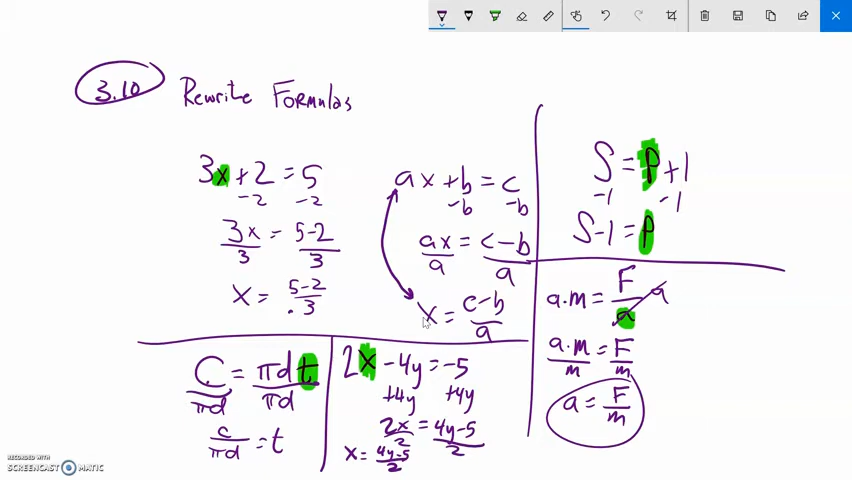 3.10 Rewrite Formulas
3x+2=5
-2 -2
3x/3 = 5-2/3
x = 5-2/3
ax+b=c
-b -b
ax/a = c-b/a
x = c-b/a
S=p+1
-1 -1
S-1=p
a.m = F/a a
a.m/m = F/m
a = F/m
C/πd = πdt/πd
c/πd = t
2x-4y=-5
+4y +4y
2x/2 = 4y-5/2
x = 4y-5/2
RECORDED WITH
SCREENCAST MATIC